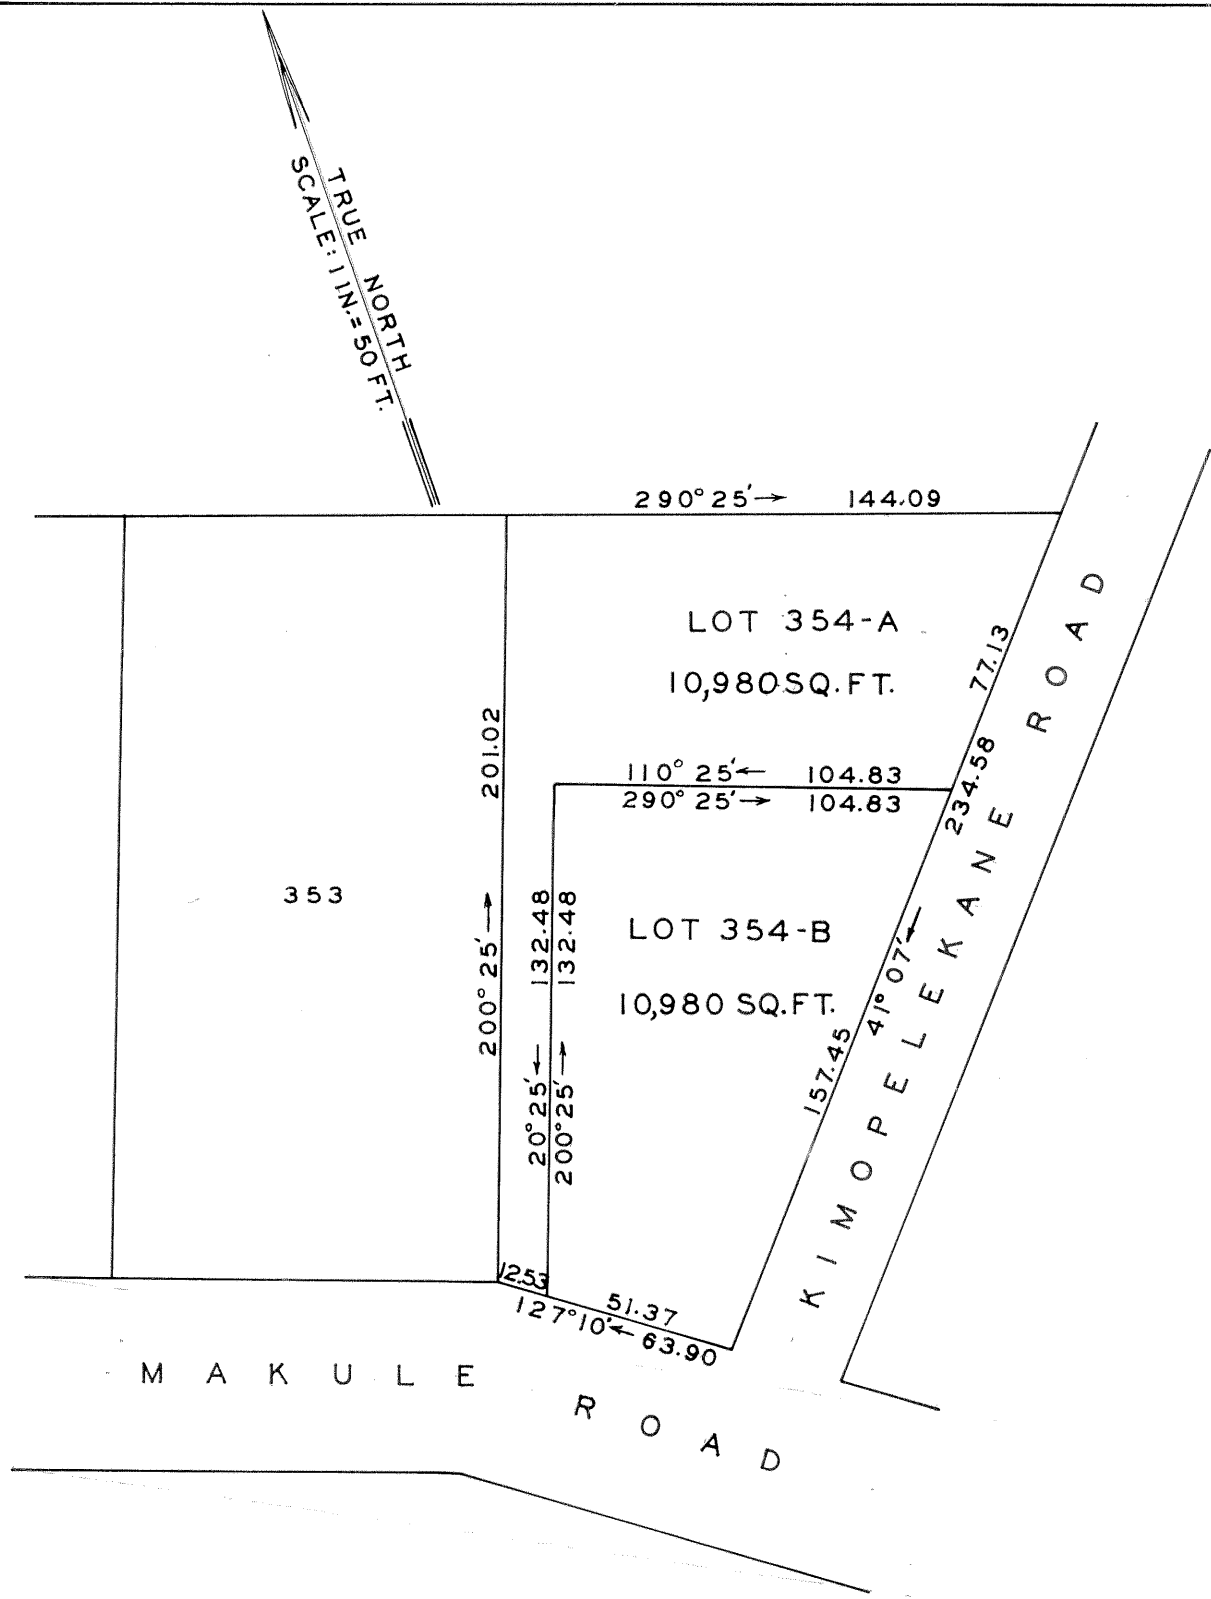 TRUE NORTH
SCALE: 1 IN. = 50 FT.
290° 25' → 144.09
LOT 354-A
10,980 SQ. FT.
77.13
201.02
200° 25' →
110° 25' ← 104.83
290° 25' → 104.83
234.58
353
132.48
132.48
LOT 354-B
10,980 SQ. FT.
41° 07' ←
157.45
20° 25' ←
200° 25' →
KIMOPELEKANE ROAD
12.53
51.37
127° 10' ← 63.90
MAKULE ROAD